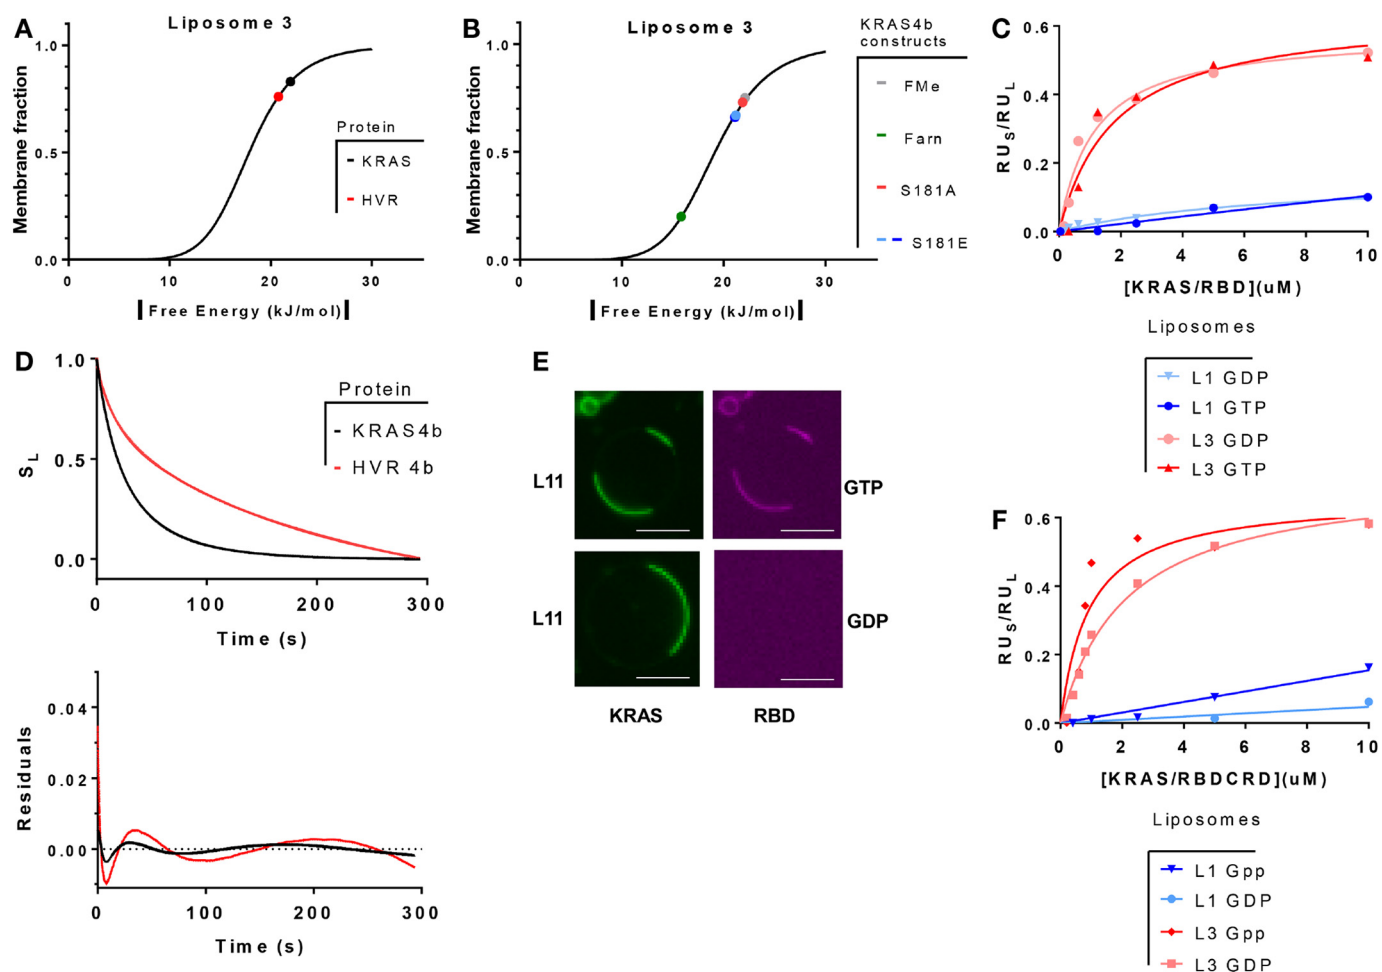 A
Liposome 3
1.0
0.5
0.0
Membrane fraction
0
10
20
30
|Free Energy (kJ/mol)|
Protein
KRAS
HVR
B
Liposome 3
1.0
0.5
0.0
Membrane fraction
0
10
20
30
|Free Energy (kJ/mol)|
KRAS4b
constructs
FMe
Farn
S181A
S181E
C
0.6
0.4
0.2
0.0
RUS/RUL
0
2
4
6
8
10
[KRAS/RBD](uM)
Liposomes
L1 GDP
L1 GTP
L3 GDP
L3 GTP
D
1.0
0.5
0.0
SL
0
100
200
300
Time (s)
Protein
KRAS4b
HVR 4b
0.04
0.02
0.00
Residuals
0
100
200
300
Time (s)
E
L11
GTP
L11
GDP
KRAS
RBD
F
0.6
0.4
0.2
0.0
RUS/RUL
0
2
4
6
8
10
[KRAS/RBDCRD](uM)
Liposomes
L1 Gpp
L1 GDP
L3 Gpp
L3 GDP